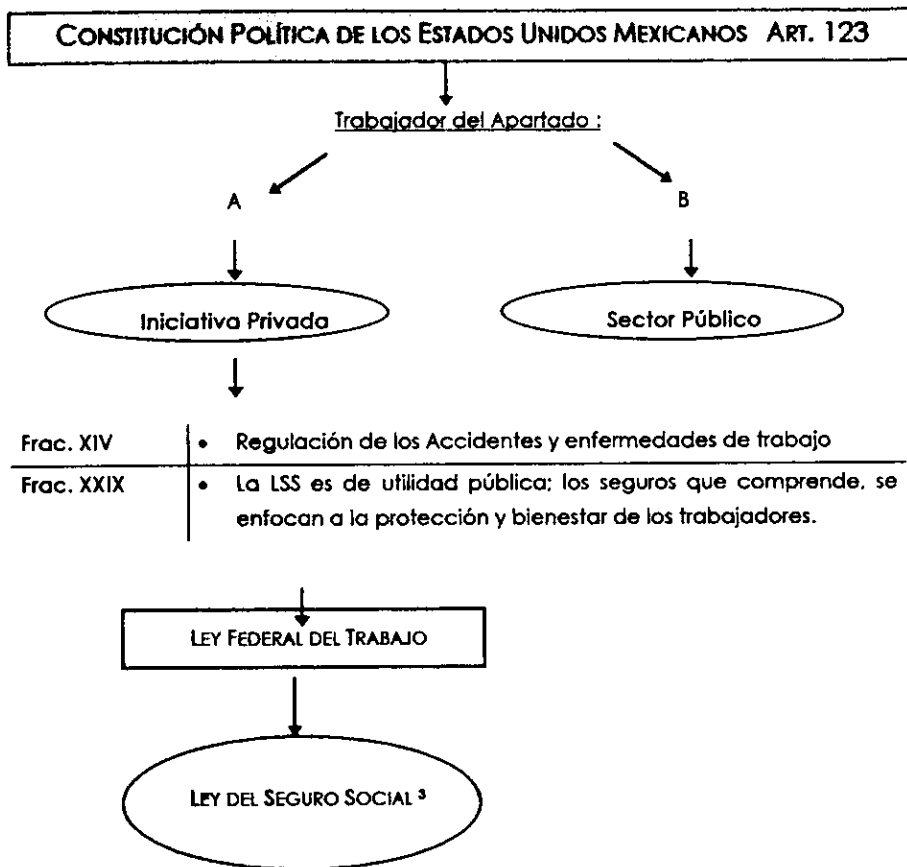 CONSTITUCIÓN POLÍTICA DE LOS ESTADOS UNIDOS MEXICANOS ART. 123
Trabajador del Apartado :
A
B
Iniciativa Privada
Sector Público
Frac. XIV • Regulación de los Accidentes y enfermedades de trabajo
Frac. XXIX • La LSS es de utilidad pública; los seguros que comprende, se
enfocan a la protección y bienestar de los trabajadores.
LEY FEDERAL DEL TRABAJO
LEY DEL SEGURO SOCIAL ³